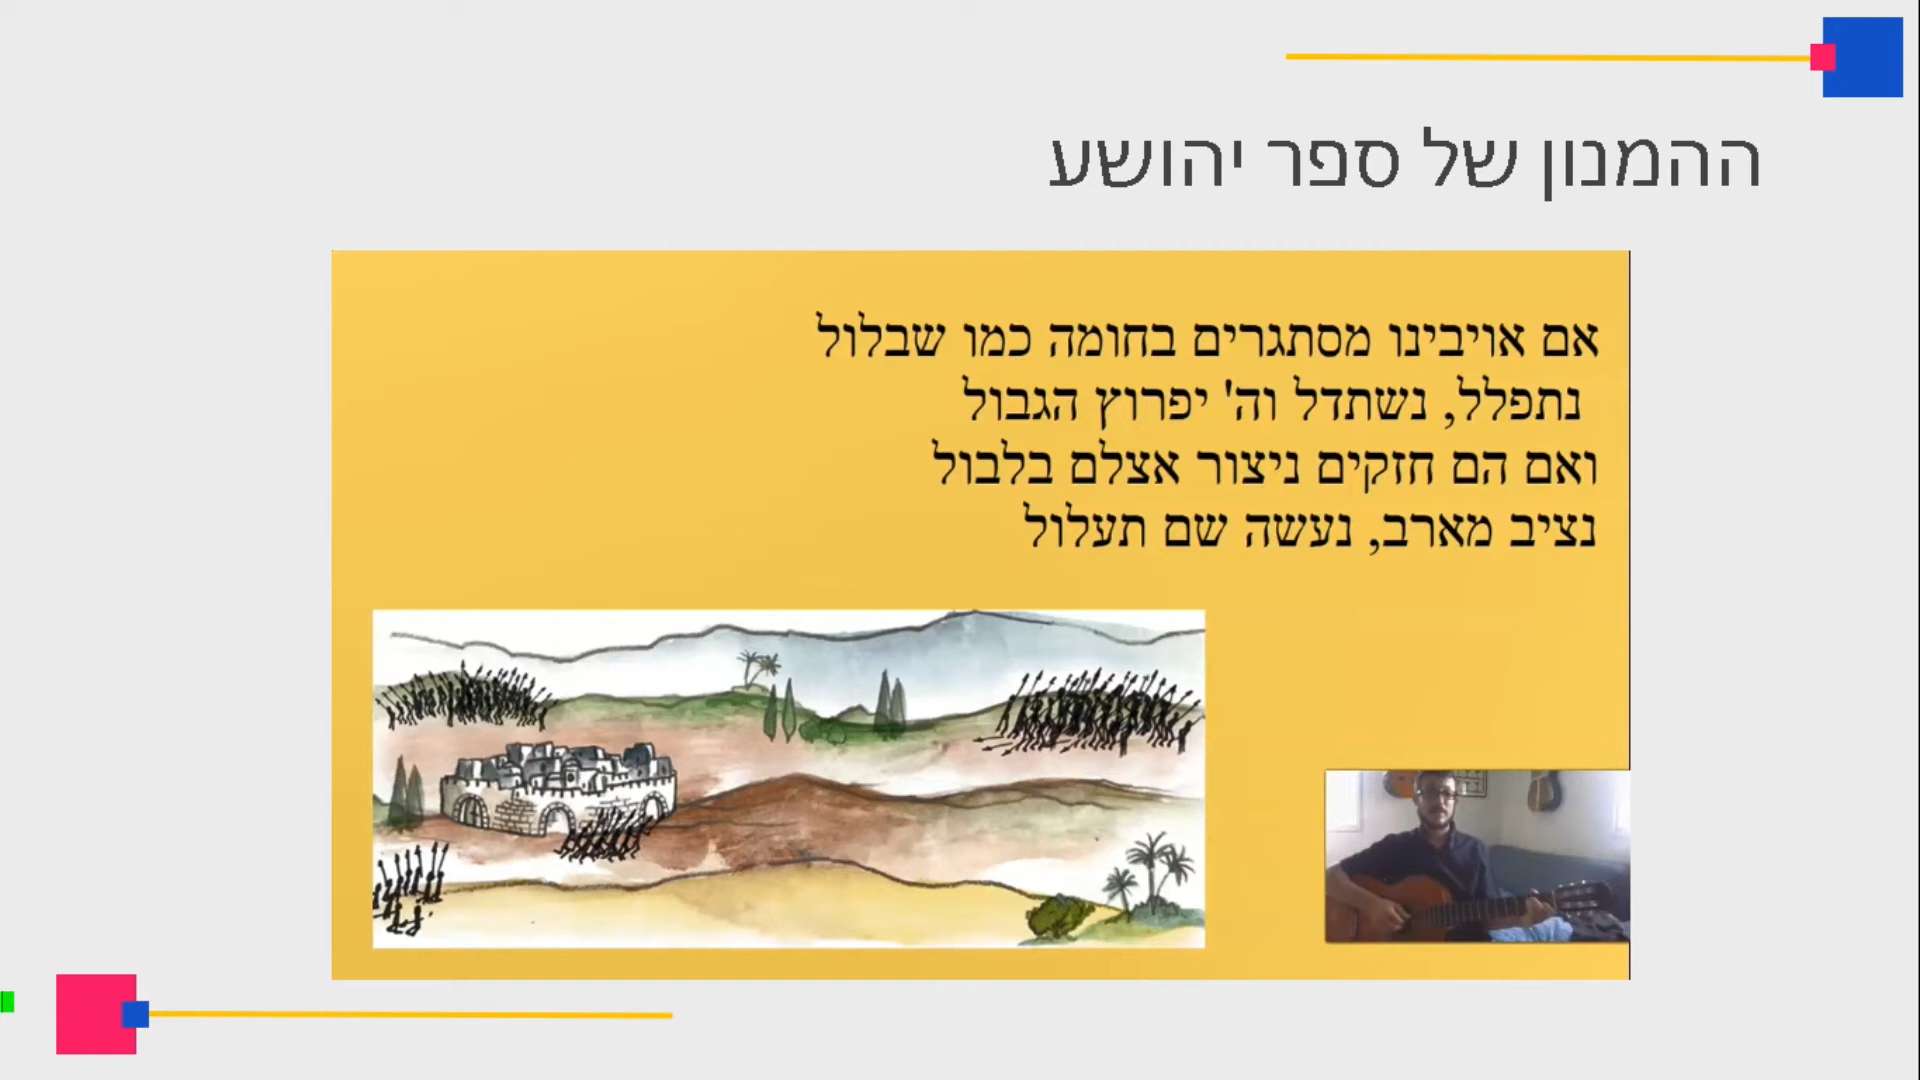 ההמנון של ספר יהושע
אם אויבינו מסתגרים בחומה כמו שבלול
נתפלל, נשתדל וה' יפרוץ הגבול
ואם הם חזקים ניצור אצלם בלבול
נציב מארב, נעשה שם תעלול